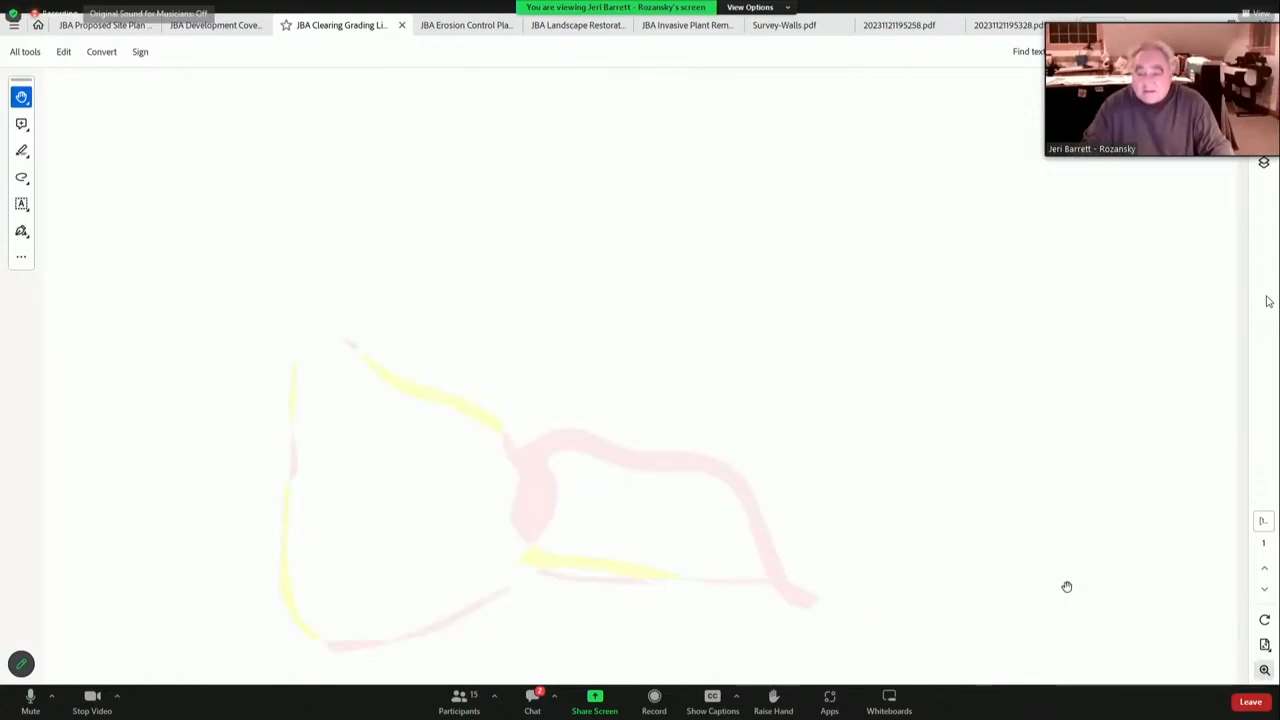 You are viewing Jeri Barrett - Rozansky's screen
View Options
View
Recording
Original Sound for Musicians: Off
JBA Proposed Site Plan ...
JBA Development Cove...
JBA Clearing Grading Li...
JBA Erosion Control Pla...
JBA Landscape Restorat...
JBA Invasive Plant Rem...
Survey-Walls.pdf
20231121195258.pdf
20231121195328.pdf
All tools
Edit
Convert
Sign
Find text
Jeri Barrett - Rozansky
1
Mute
Stop Video
15
Participants
2
Chat
Share Screen
Record
CC
Show Captions
Raise Hand
Apps
Whiteboards
Leave